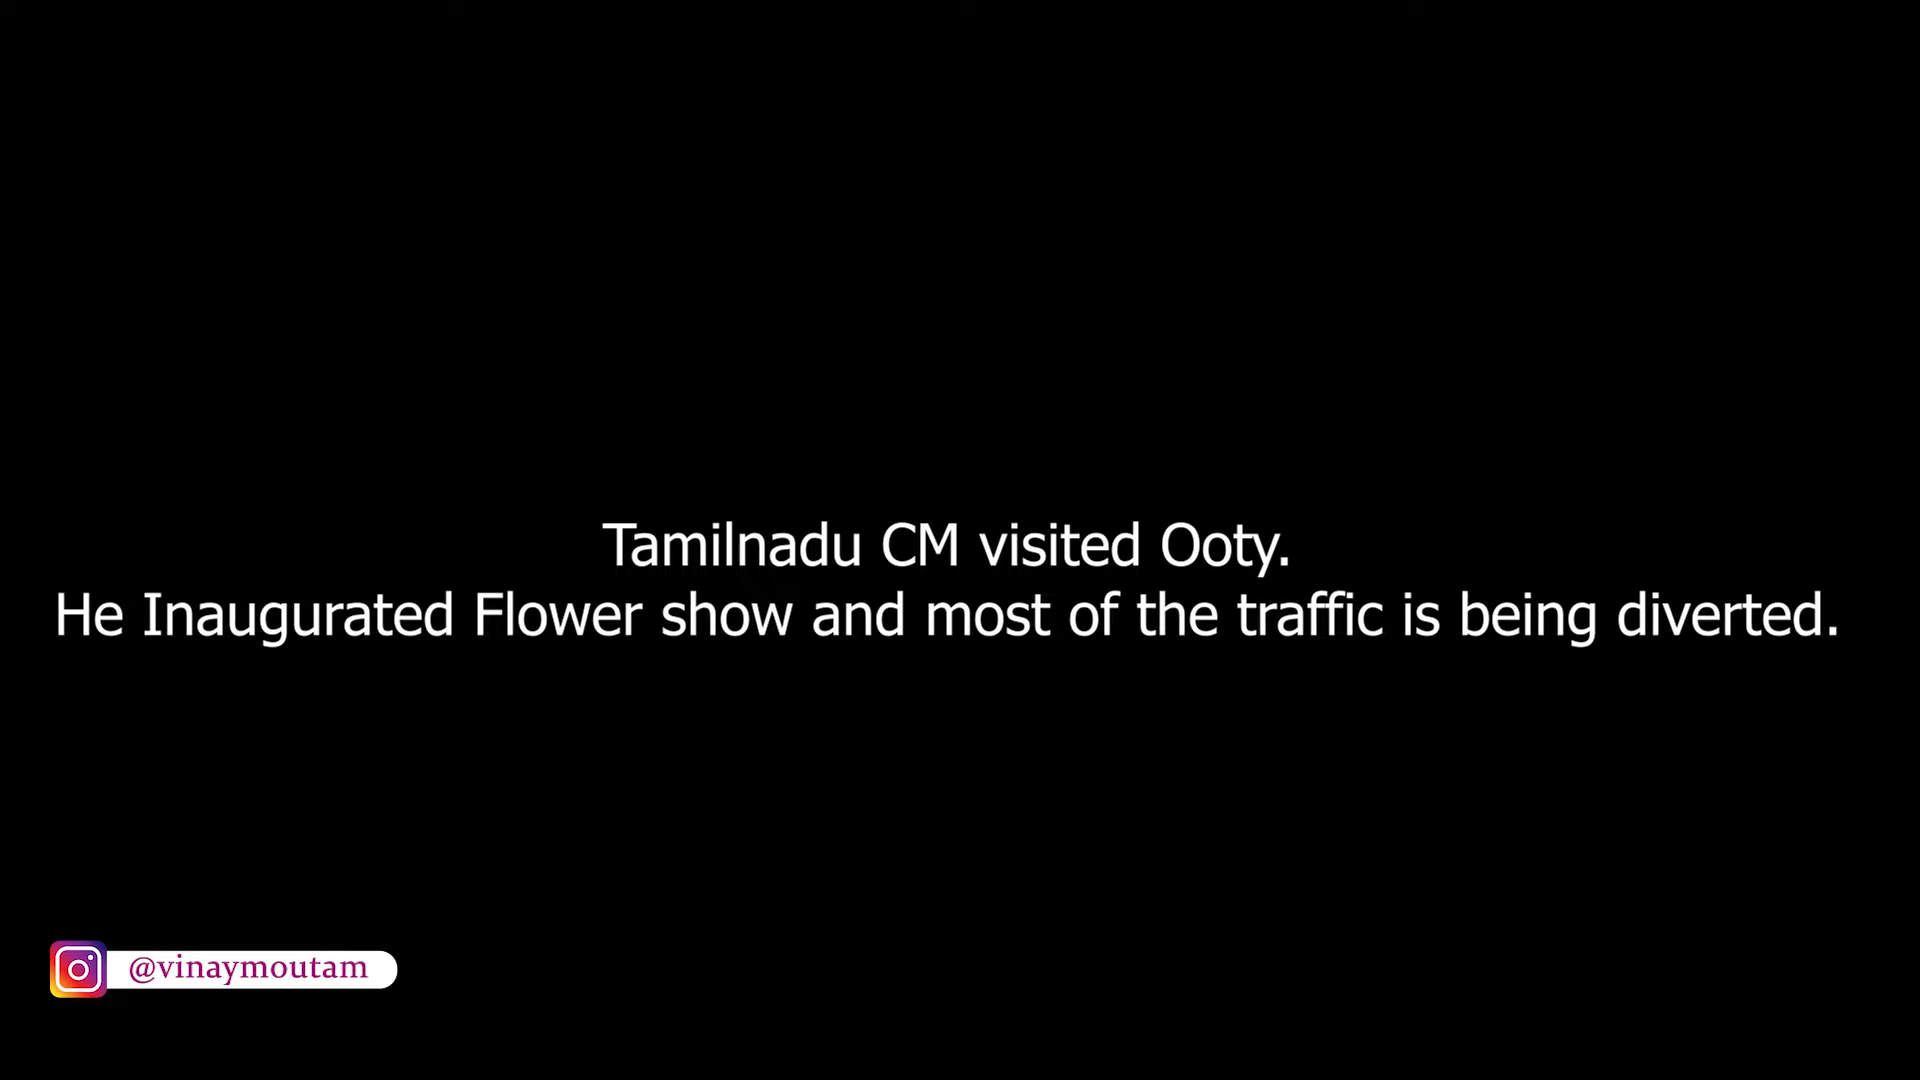 Tamilnadu CM visited Ooty.
He Inaugurated Flower show and most of the traffic is being diverted.
@vinaymoutam